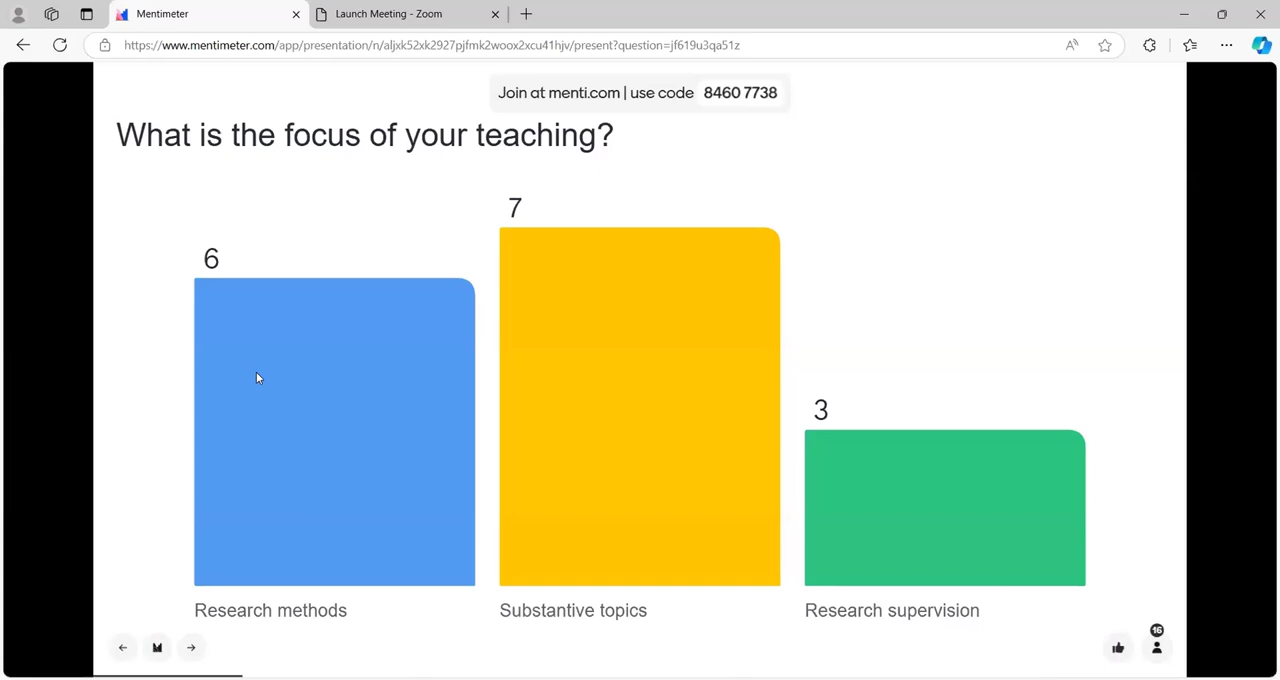 Mentimeter
Launch Meeting - Zoom
https://www.mentimeter.com/app/presentation/n/aljxk52xk2927pjfmk2woox2xcu41hjv/present?question=jf619u3qa51z
Join at menti.com | use code 8460 7738
What is the focus of your teaching?
6
7
3
Research methods
Substantive topics
Research supervision
16